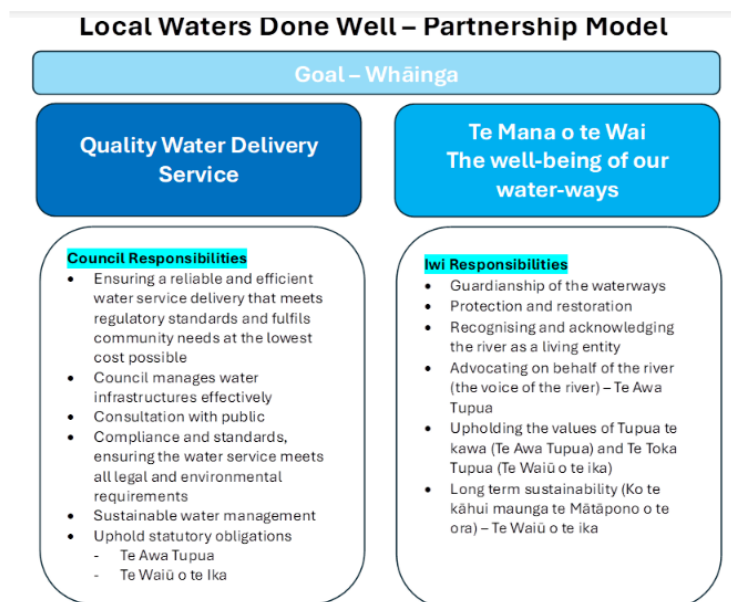 Local Waters Done Well – Partnership Model
Goal – Whāinga
Quality Water Delivery
Service
Te Mana o te Wai
The well-being of our
water-ways
Council Responsibilities
• Ensuring a reliable and efficient
water service delivery that meets
regulatory standards and fulfils
community needs at the lowest
cost possible
• Council manages water
infrastructures effectively
• Consultation with public
• Compliance and standards,
ensuring the water service meets
all legal and environmental
requirements
• Sustainable water management
• Uphold statutory obligations
- Te Awa Tupua
- Te Waiū o te Ika
Iwi Responsibilities
• Guardianship of the waterways
• Protection and restoration
• Recognising and acknowledging
the river as a living entity
• Advocating on behalf of the river
(the voice of the river) – Te Awa
Tupua
• Upholding the values of Tupua te
kawa (Te Awa Tupua) and Te Toka
Tupua (Te Waiū o te ika)
• Long term sustainability (Ko te
kāhui maunga te Mātāpono o te
ora) – Te Waiū o te ika